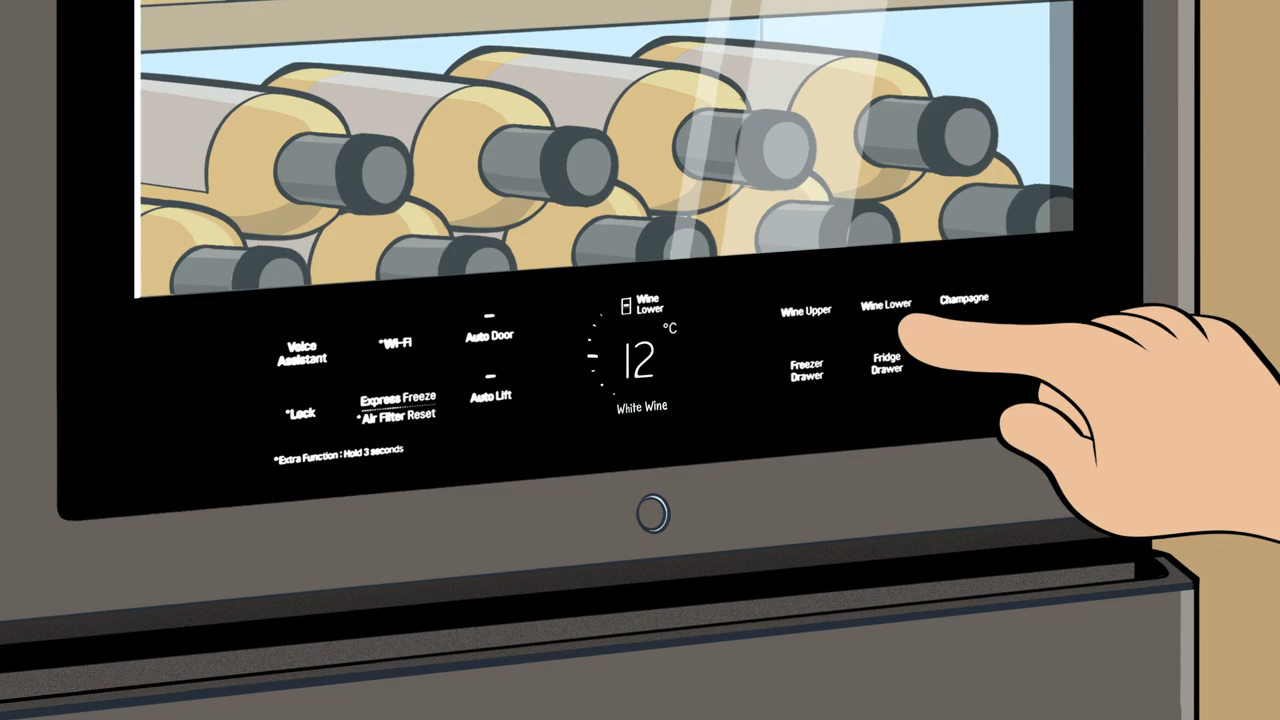 Voice
Assistant
*Wi-Fi
Auto Door
*Lock
Express Freeze
*Air Filter Reset
Auto Lift
*Extra Function : Hold 3 seconds
Wine
Lower
°C
12
White Wine
Wine Upper
Wine Lower
Champagne
Freezer
Drawer
Fridge
Drawer